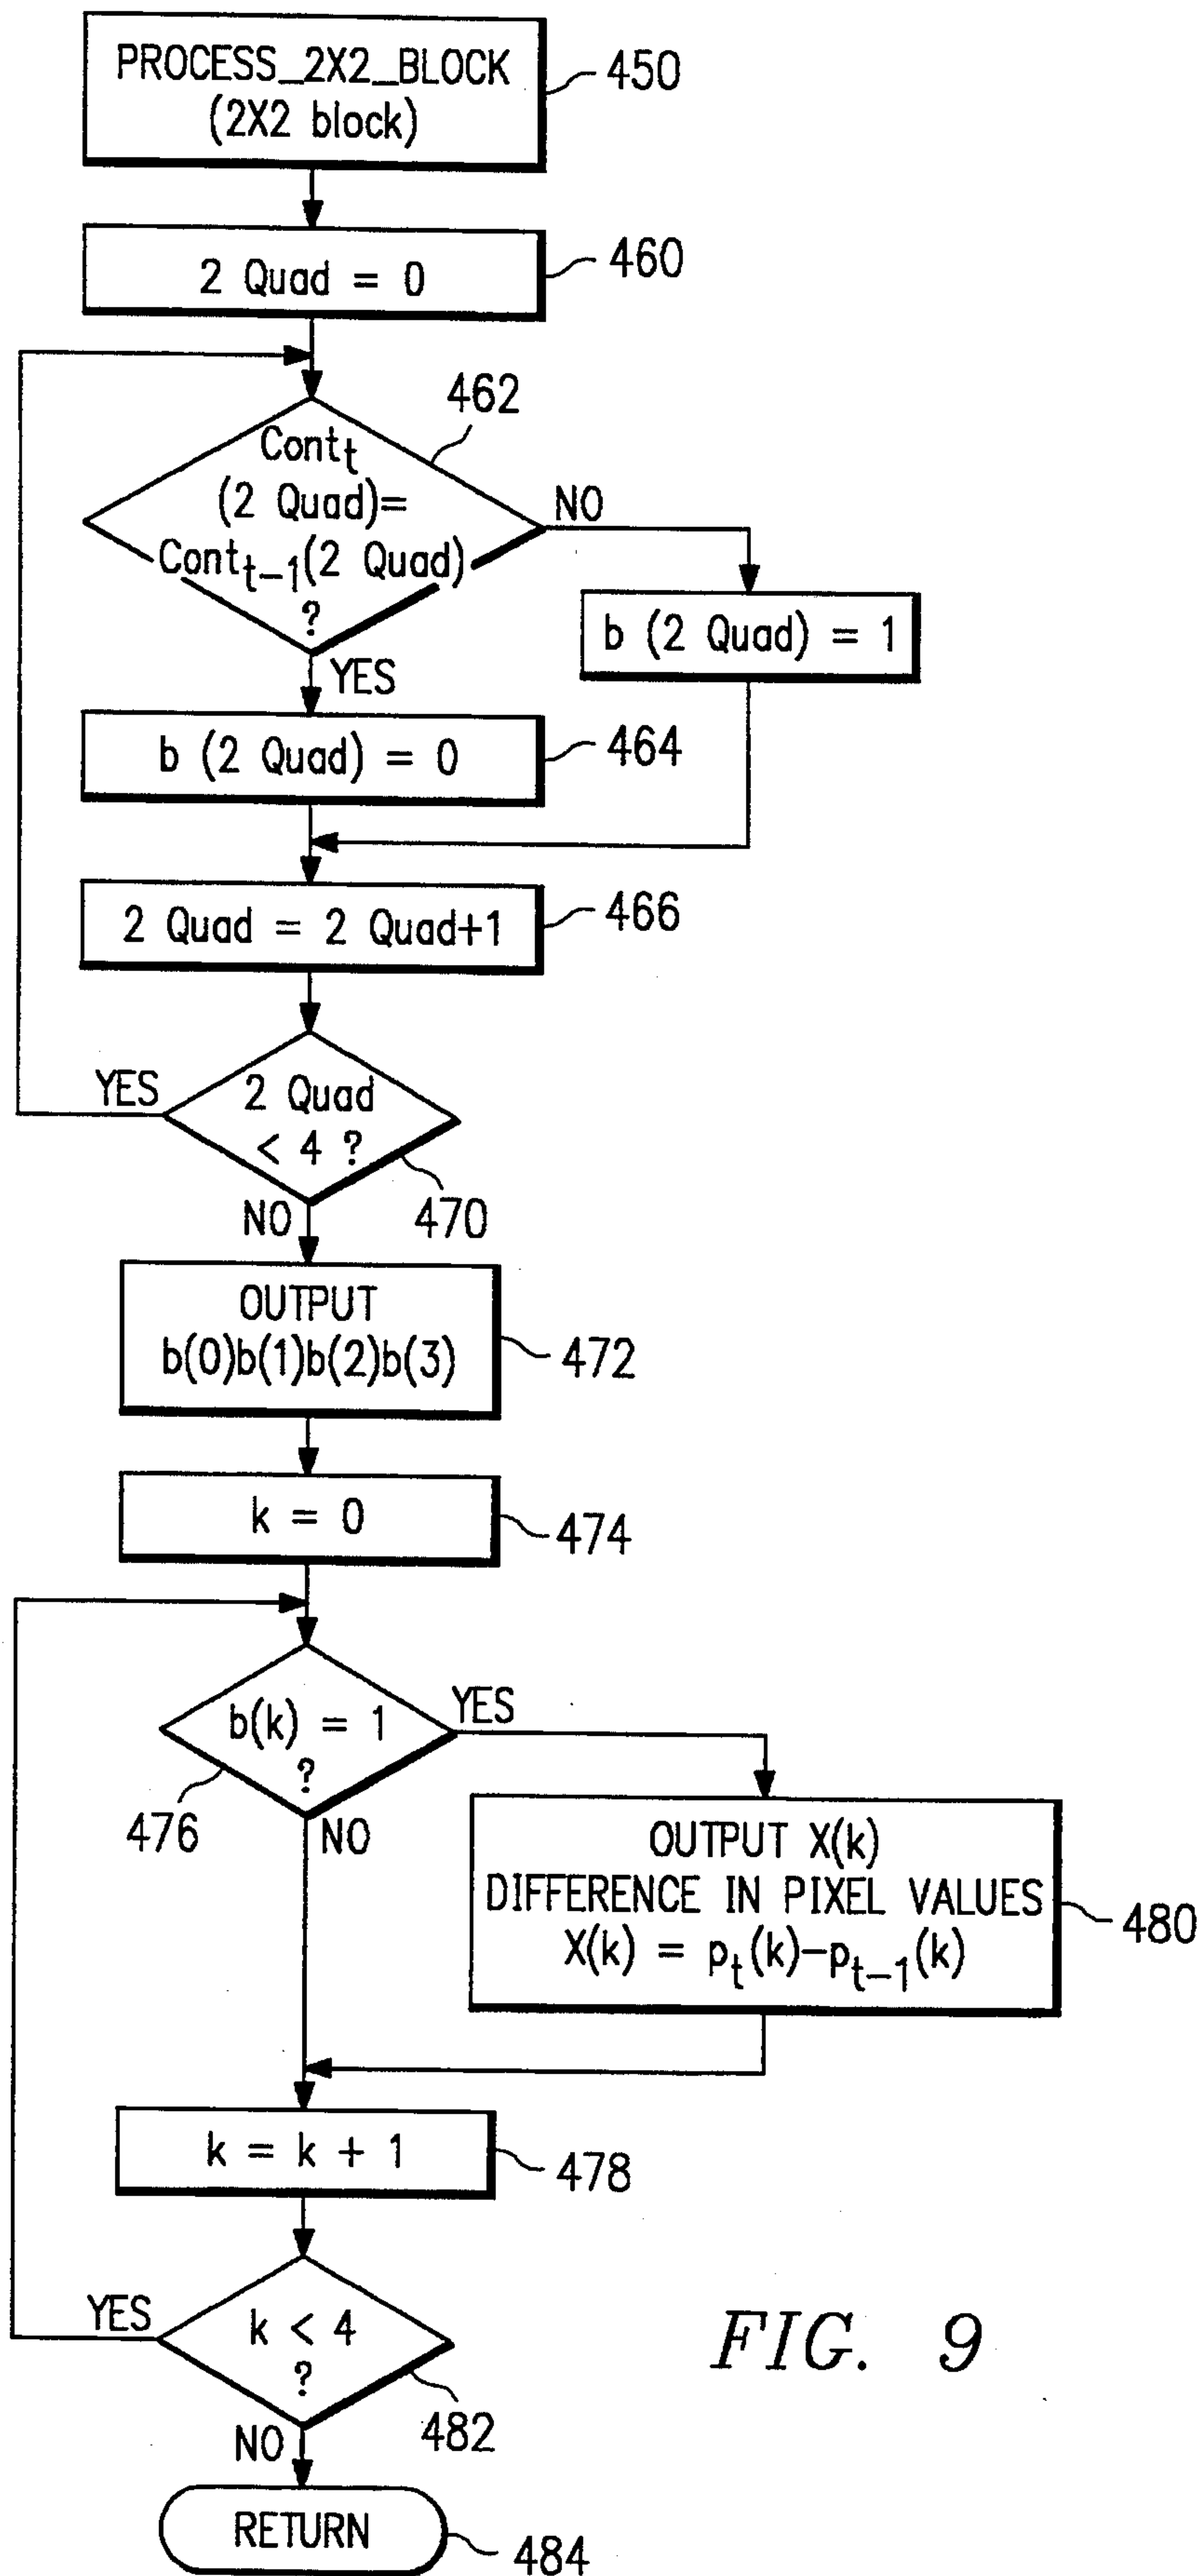 PROCESS_2X2_BLOCK
(2X2 block)
450
2 Quad = 0
460
462
Cont_t
(2 Quad)=
Cont_{t-1}(2 Quad)
?
NO
b (2 Quad) = 1
YES
b (2 Quad) = 0
464
2 Quad = 2 Quad+1
466
YES
2 Quad
< 4 ?
470
NO
OUTPUT
b(0)b(1)b(2)b(3)
472
k = 0
474
b(k) = 1
?
YES
476
NO
OUTPUT X(k)
DIFFERENCE IN PIXEL VALUES
X(k) = p_t(k)-p_{t-1}(k)
480
k = k + 1
478
YES
k < 4
?
482
NO
RETURN
484
FIG. 9